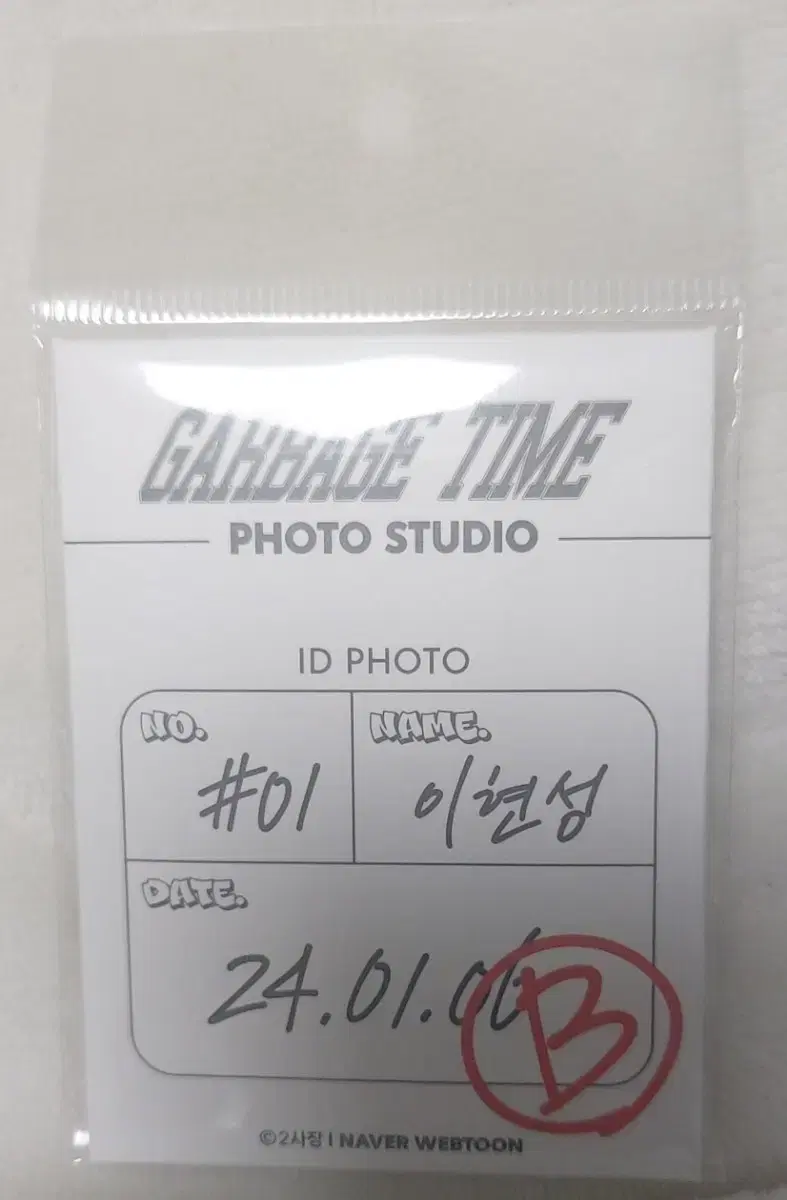 GARBAGE TIME
PHOTO STUDIO
ID PHOTO
NO.
#01
NAME.
이현성
DATE.
24.01.06
B
©2사장 | NAVER WEBTOON